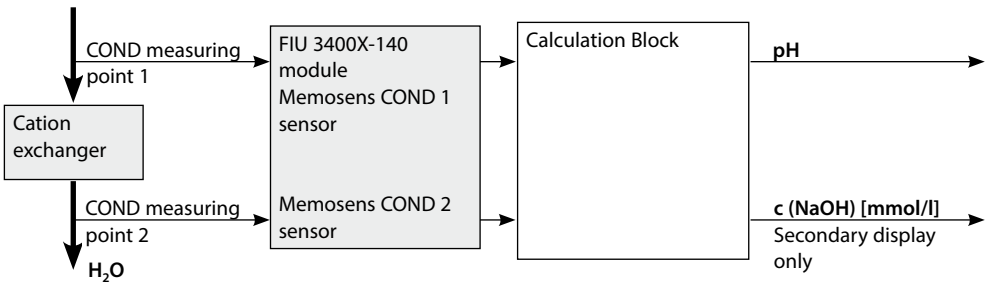 COND measuring
point 1
Cation
exchanger
COND measuring
point 2
H₂O
FIU 3400X-140
module
Memosens COND 1
sensor
Memosens COND 2
sensor
Calculation Block
pH
c (NaOH) [mmol/l]
Secondary display
only